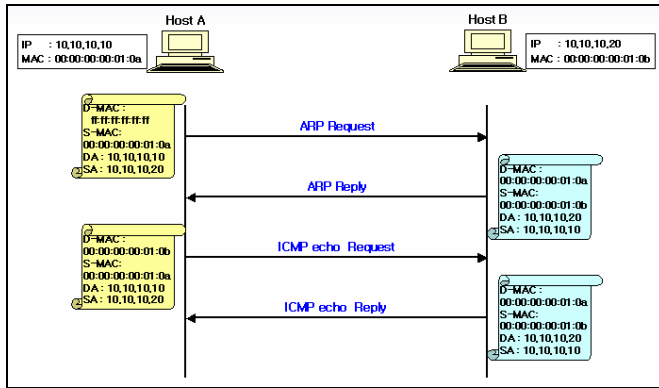 Host A
Host B
IP : 10,10,10,10
MAC : 00:00:00:00:01:0a
IP : 10,10,10,20
MAC : 00:00:00:00:01:0b
D-MAC :
ff:ff:ff:ff:ff:ff
S-MAC:
00:00:00:00:01:0a
DA : 10,10,10,10
SA : 10,10,10,20
ARP Request
ARP Reply
D-MAC :
00:00:00:00:01:0a
S-MAC:
00:00:00:00:01:0b
DA : 10,10,10,20
SA : 10,10,10,10
D-MAC :
00:00:00:00:01:0b
S-MAC:
00:00:00:00:01:0a
DA : 10,10,10,10
SA : 10,10,10,20
ICMP echo Request
ICMP echo Reply
D-MAC :
00:00:00:00:01:0a
S-MAC:
00:00:00:00:01:0b
DA : 10,10,10,20
SA : 10,10,10,10